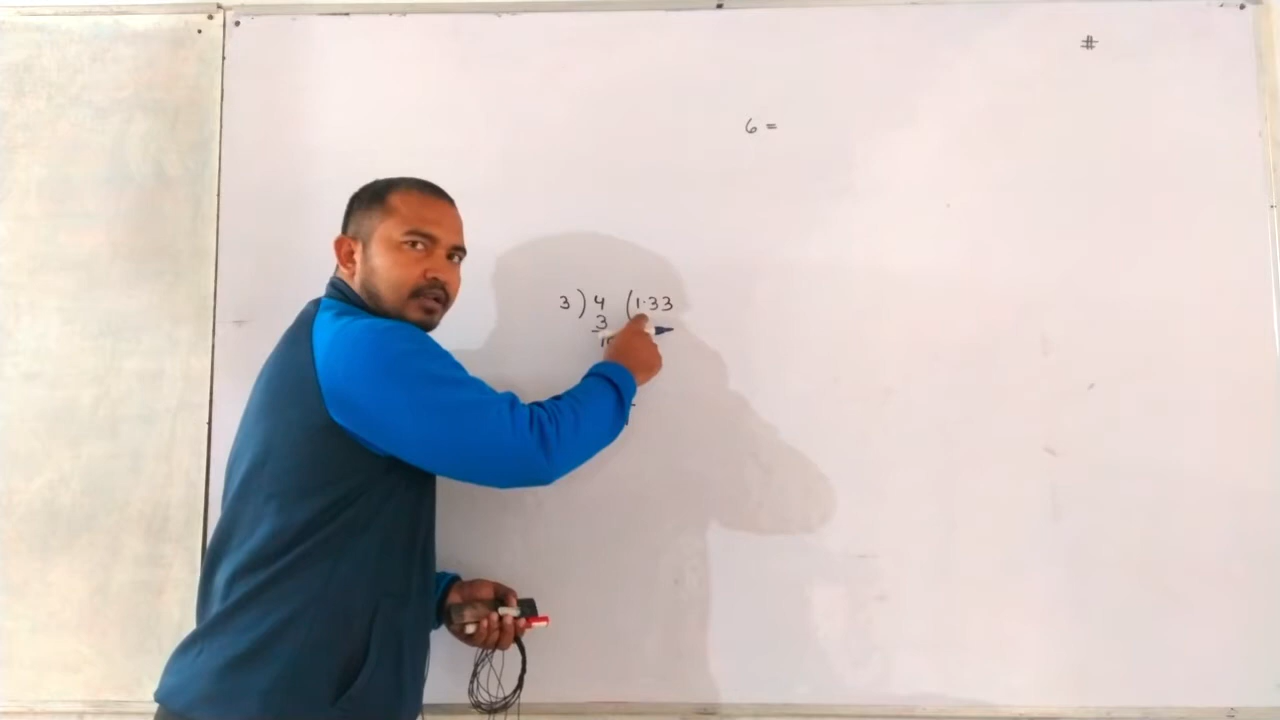 #
6 =
3 ) 4 ( 1.33
3